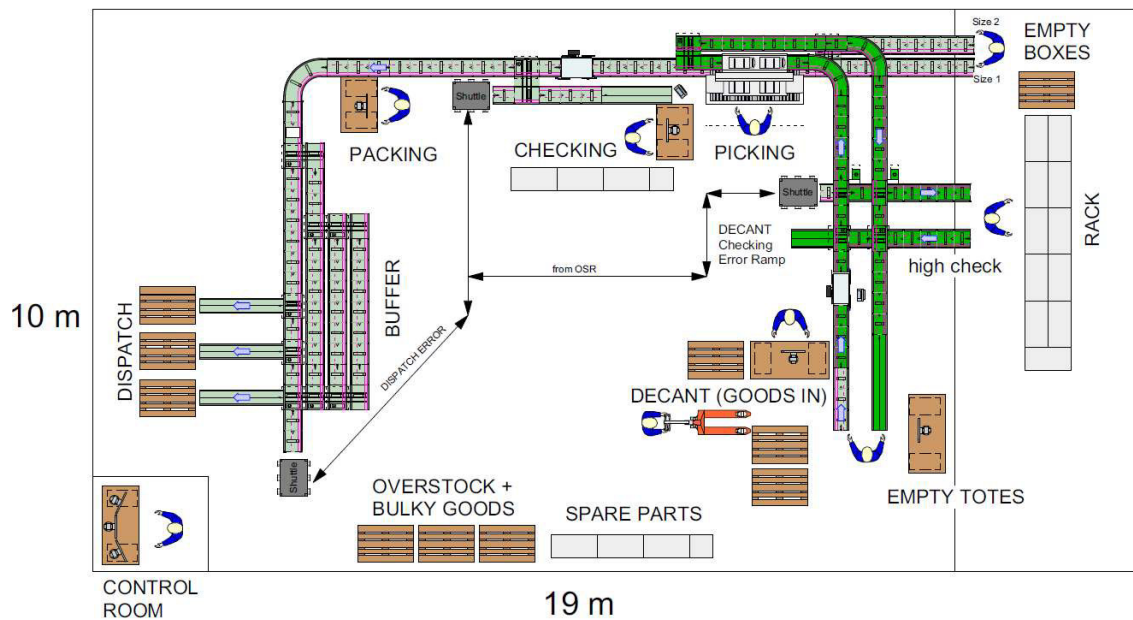 Size 2
EMPTY
BOXES
Size 1
Shuttle
PACKING
CHECKING
PICKING
Shuttle
DECANT
Checking
Error Ramp
RACK
from OSR
high check
10 m
DISPATCH
BUFFER
DISPATCH ERROR
DECANT (GOODS IN)
Shuttle
OVERSTOCK +
BULKY GOODS
SPARE PARTS
EMPTY TOTES
CONTROL
ROOM
19 m